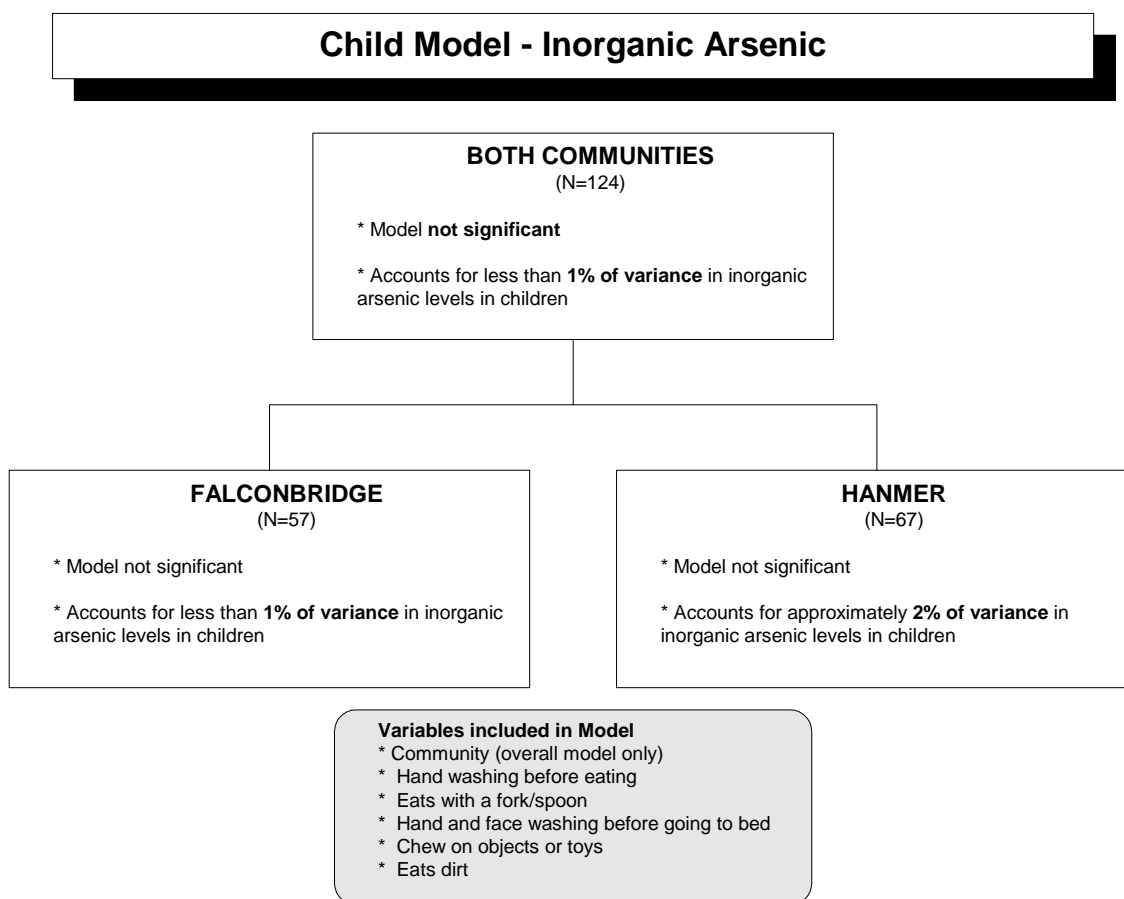 Child Model - Inorganic Arsenic
BOTH COMMUNITIES
(N=124)
* Model not significant
* Accounts for less than 1% of variance in inorganic
arsenic levels in children
FALCONBRIDGE
(N=57)
* Model not significant
* Accounts for less than 1% of variance in inorganic
arsenic levels in children
HANMER
(N=67)
* Model not significant
* Accounts for approximately 2% of variance in
inorganic arsenic levels in children
Variables included in Model
* Community (overall model only)
* Hand washing before eating
* Eats with a fork/spoon
* Hand and face washing before going to bed
* Chew on objects or toys
* Eats dirt